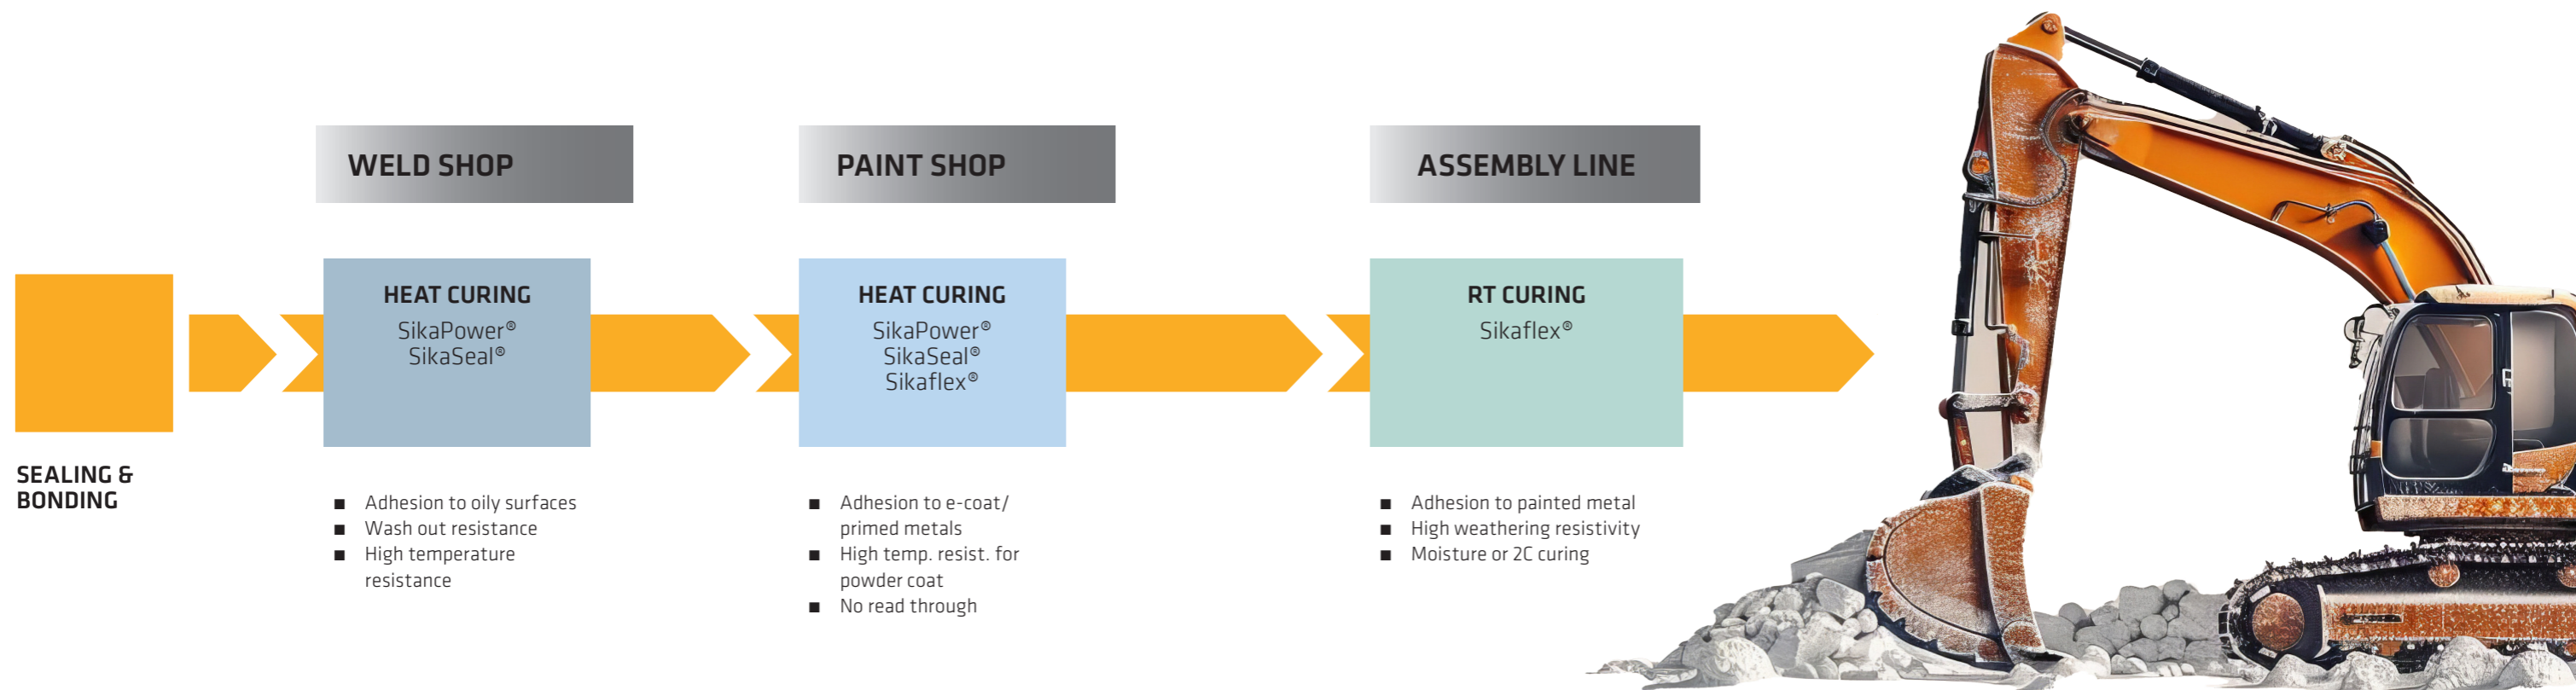 WELD SHOP
PAINT SHOP
ASSEMBLY LINE
SEALING &
BONDING
HEAT CURING
SikaPower®
SikaSeal®
HEAT CURING
SikaPower®
SikaSeal®
Sikaflex®
RT CURING
Sikaflex®
■ Adhesion to oily surfaces
■ Wash out resistance
■ High temperature
resistance
■ Adhesion to e-coat/
primed metals
■ High temp. resist. for
powder coat
■ No read through
■ Adhesion to painted metal
■ High weathering resistivity
■ Moisture or 2C curing